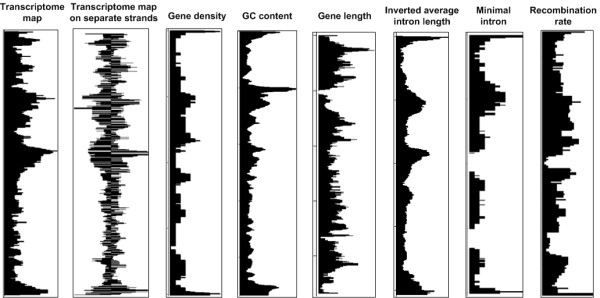 Transcriptome
map
Transcriptome map
on separate strands
Gene density
GC content
Gene length
Inverted average
intron length
Minimal
intron
Recombination
rate